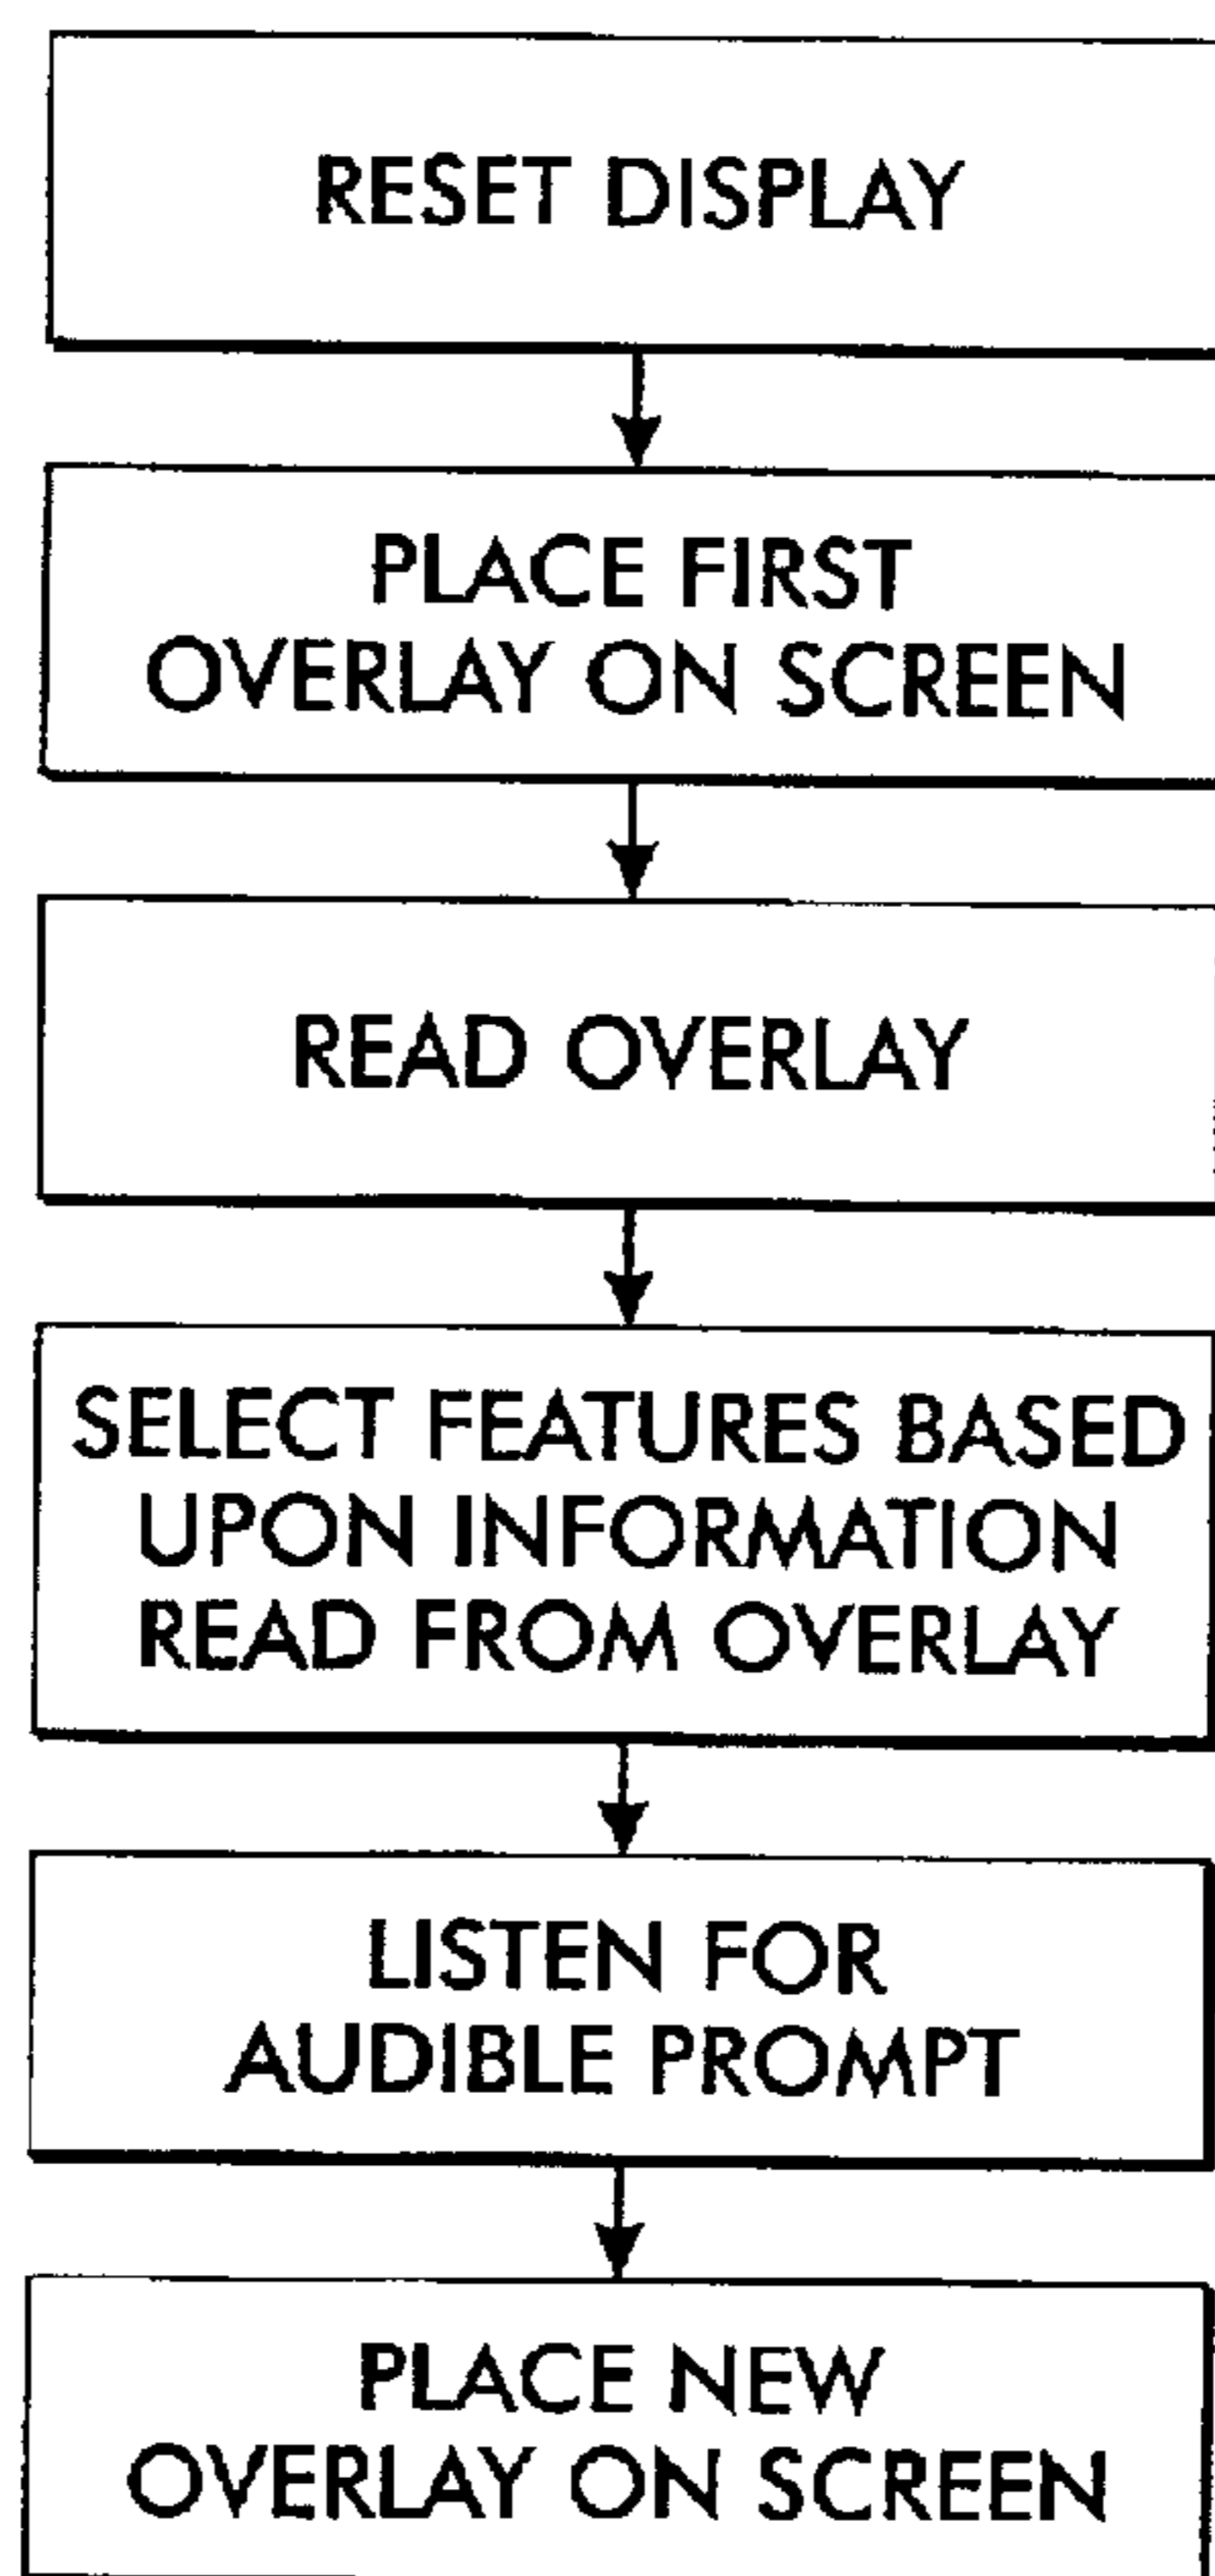 RESET DISPLAY
PLACE FIRST
OVERLAY ON SCREEN
READ OVERLAY
SELECT FEATURES BASED
UPON INFORMATION
READ FROM OVERLAY
LISTEN FOR
AUDIBLE PROMPT
PLACE NEW
OVERLAY ON SCREEN